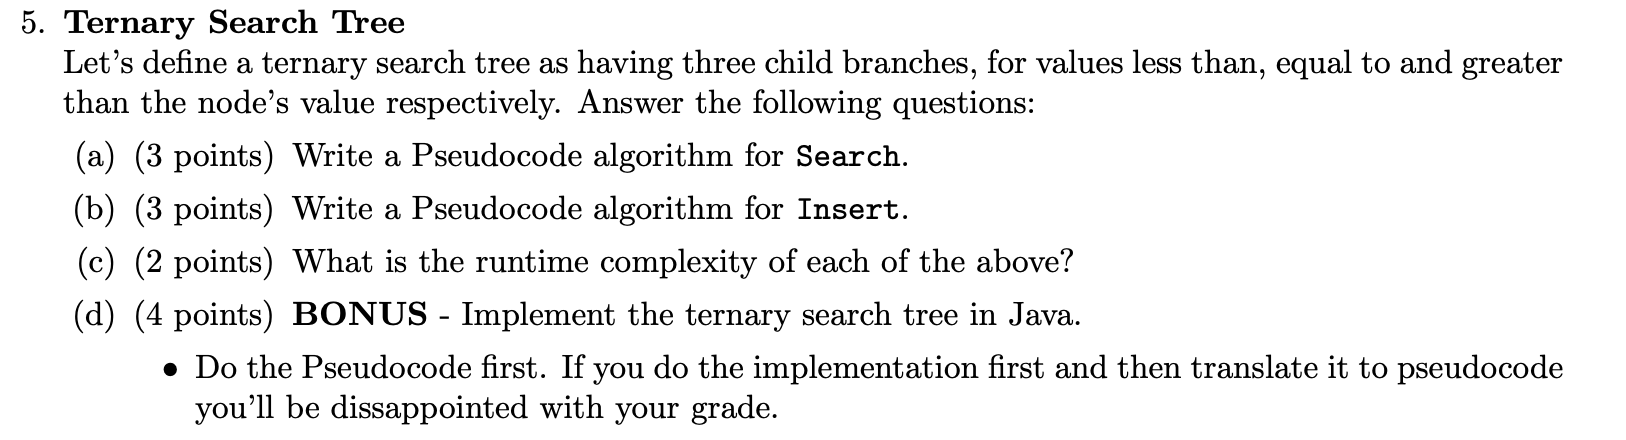 5. Ternary Search Tree
Let's define a ternary search tree as having three child branches, for values less than, equal to and greater
than the node's value respectively. Answer the following questions:
(a) (3 points) Write a Pseudocode algorithm for Search.
(b) (3 points) Write a Pseudocode algorithm for Insert.
(c) (2 points) What is the runtime complexity of each of the above?
(d) (4 points) BONUS - Implement the ternary search tree in Java.
• Do the Pseudocode first. If you do the implementation first and then translate it to pseudocode
you'll be dissappointed with your grade.